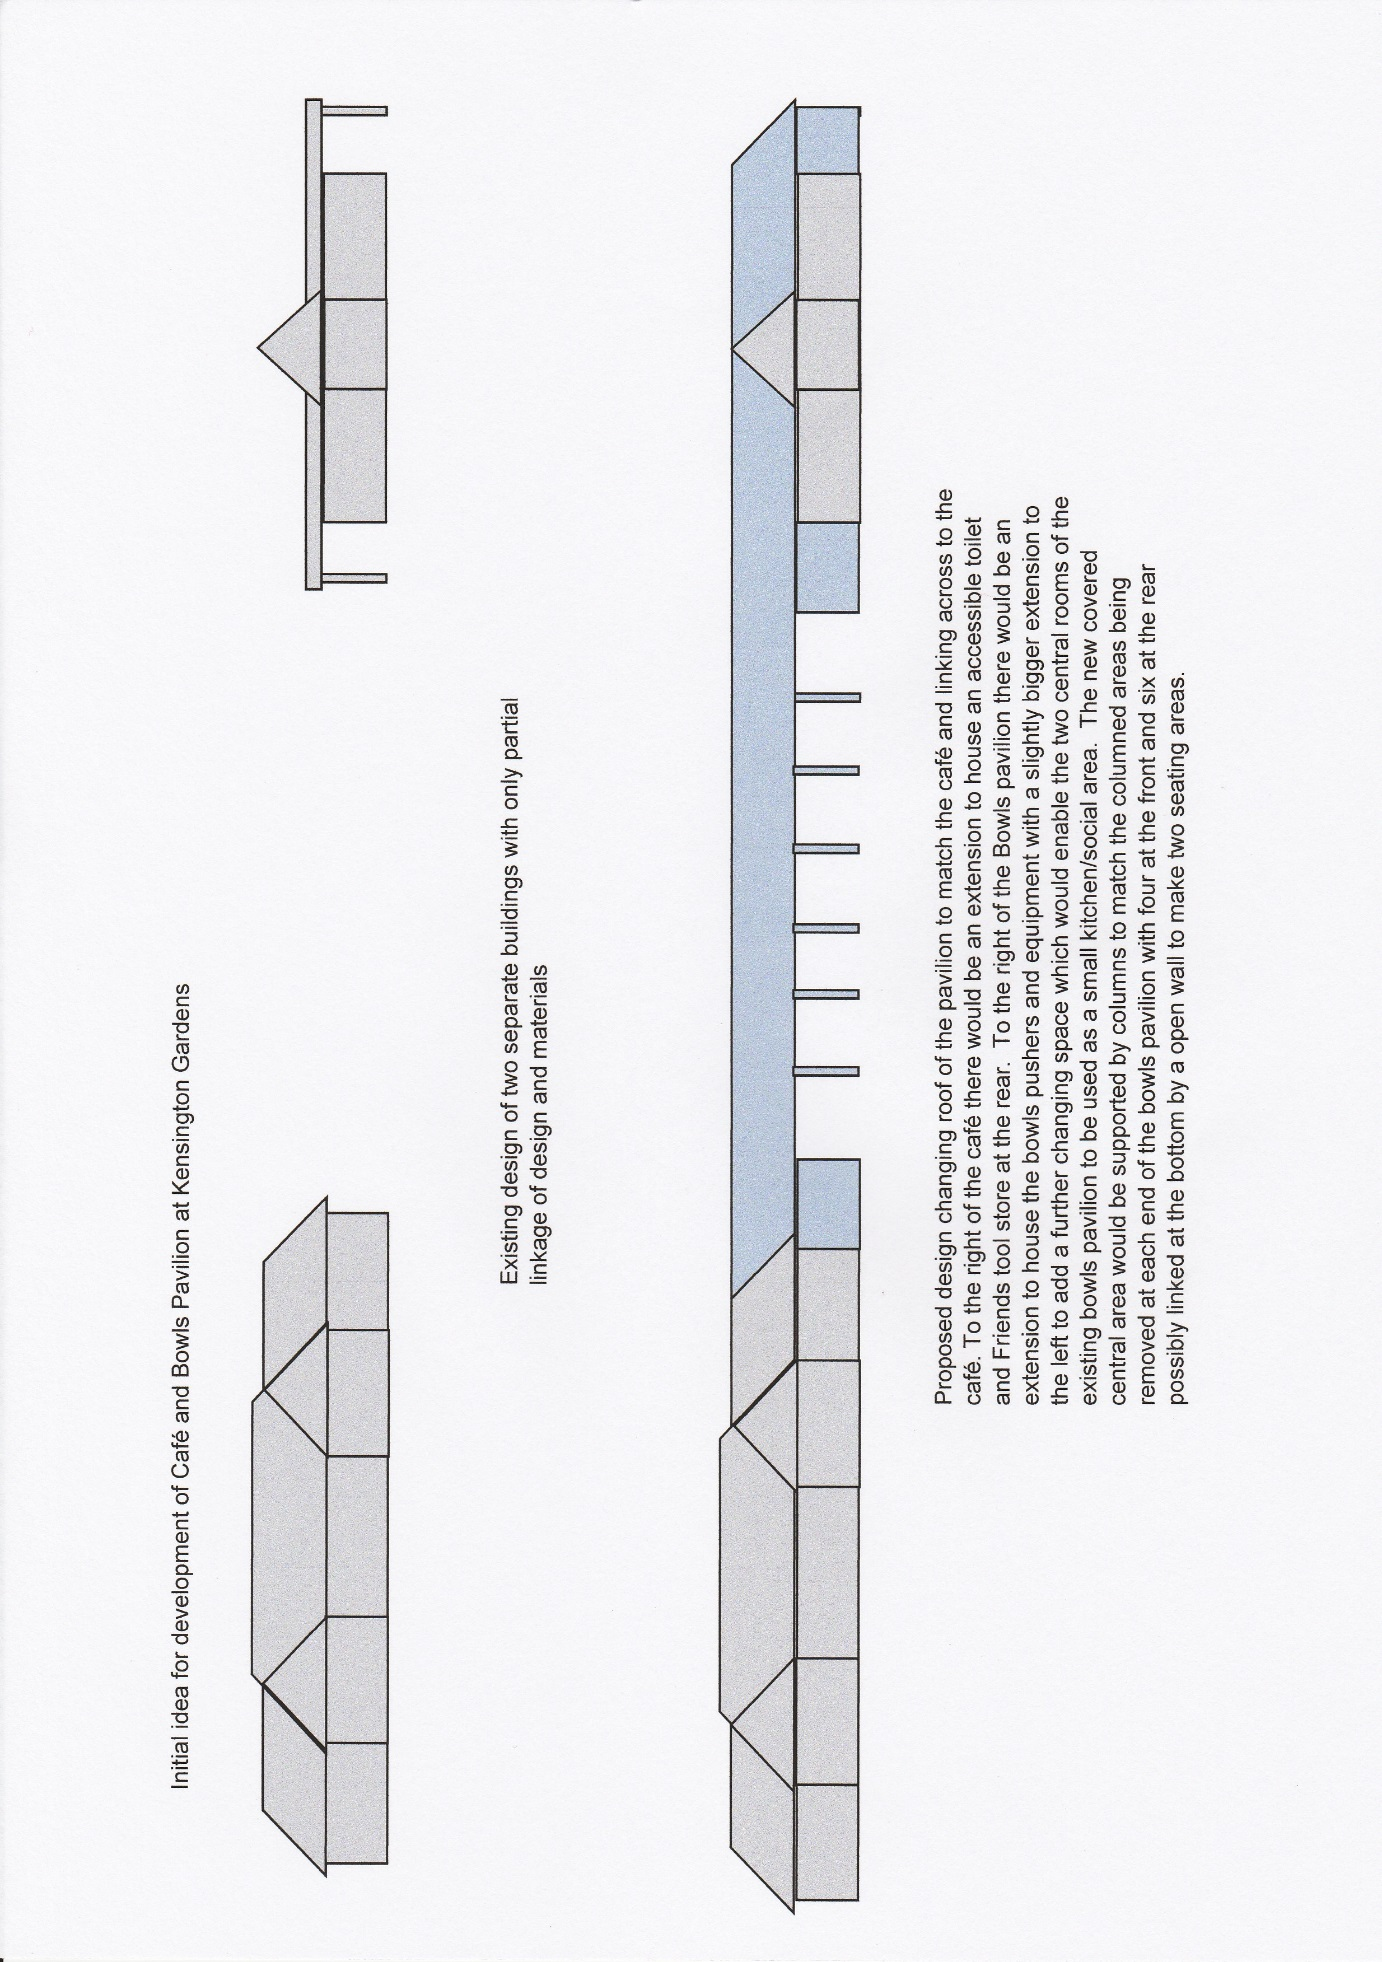 Initial idea for development of Café and Bowls Pavilion at Kensington Gardens
Existing design of two separate buildings with only partial
linkage of design and materials
Proposed design changing roof of the pavilion to match the café and linking across to the
café. To the right of the café there would be an extension to house an accessible toilet
and Friends tool store at the rear.  To the right of the Bowls pavilion there would be an
extension to house the bowls pushers and equipment with a slightly bigger extension to
the left to add a further changing space which would enable the two central rooms of the
existing bowls pavilion to be used as a small kitchen/social area.  The new covered
central area would be supported by columns to match the columned areas being
removed at each end of the bowls pavilion with four at the front and six at the rear
possibly linked at the bottom by a open wall to make two seating areas.